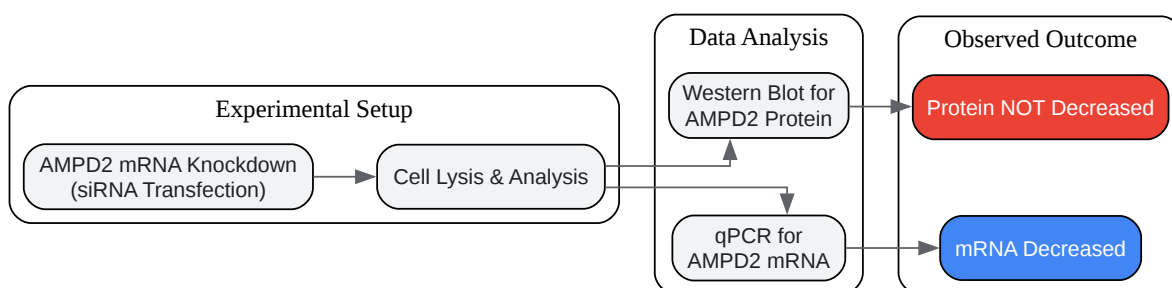 Experimental Setup
AMPD2 mRNA Knockdown
(siRNA Transfection)
Cell Lysis & Analysis
Data Analysis
Western Blot for
AMPD2 Protein
qPCR for
AMPD2 mRNA
Observed Outcome
Protein NOT Decreased
mRNA Decreased